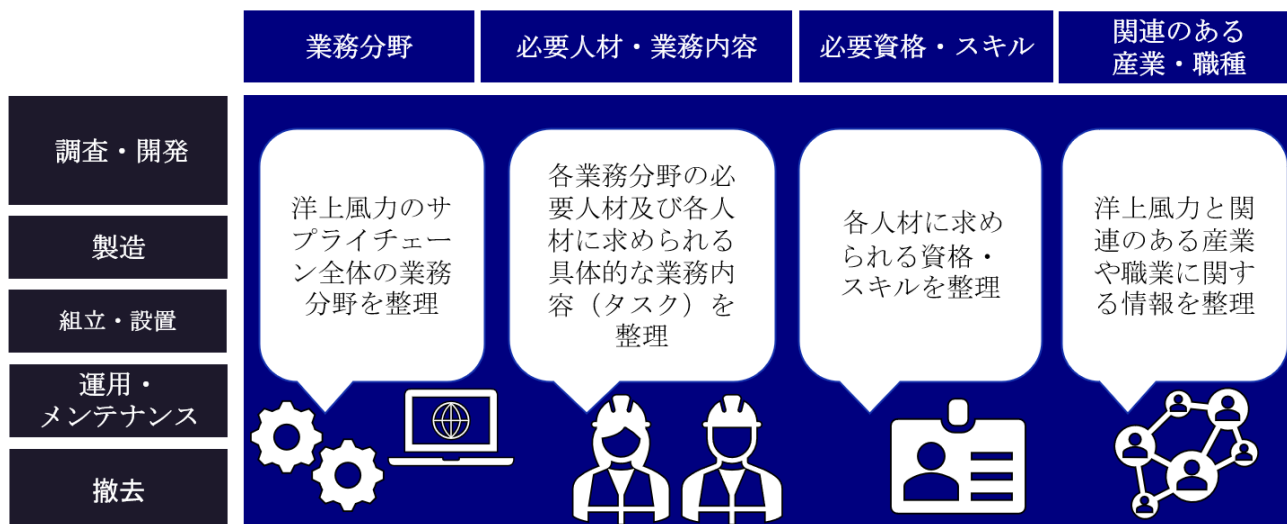 業務分野
必要人材・業務内容
必要資格・スキル
関連のある
産業・職種
調査・開発
製造
組立・設置
運用・
メンテナンス
撤去
洋上風力のサ
プライチェー
ン全体の業務
分野を整理
各業務分野の必
要人材及び各人
材に求められる
具体的な業務内
容（タスク）を
整理
各人材に求め
られる資格・
スキルを整理
洋上風力と関
連のある産業
や職業に関す
る情報を整理